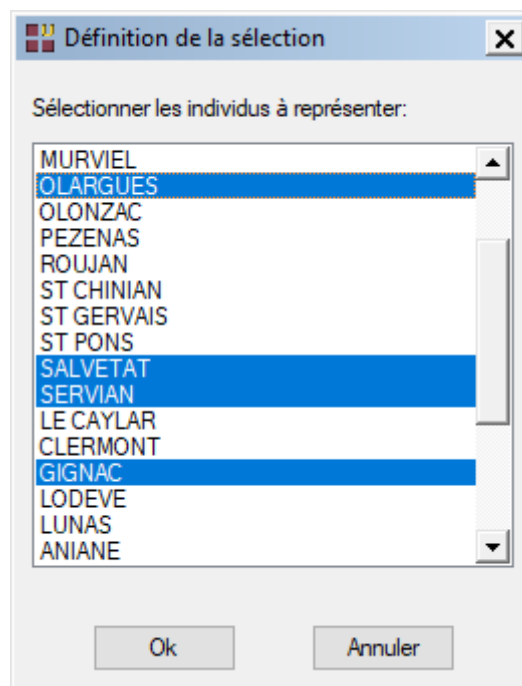 Définition de la sélection
Sélectionner les individus à représenter:
MURVIEL
OLARGUES
OLONZAC
PEZENAS
ROUJAN
ST CHINIAN
ST GERVAIS
ST PONS
SALVETAT
SERVIAN
LE CAYLAR
CLERMONT
GIGNAC
LODEVE
LUNAS
ANIANE
Ok
Annuler